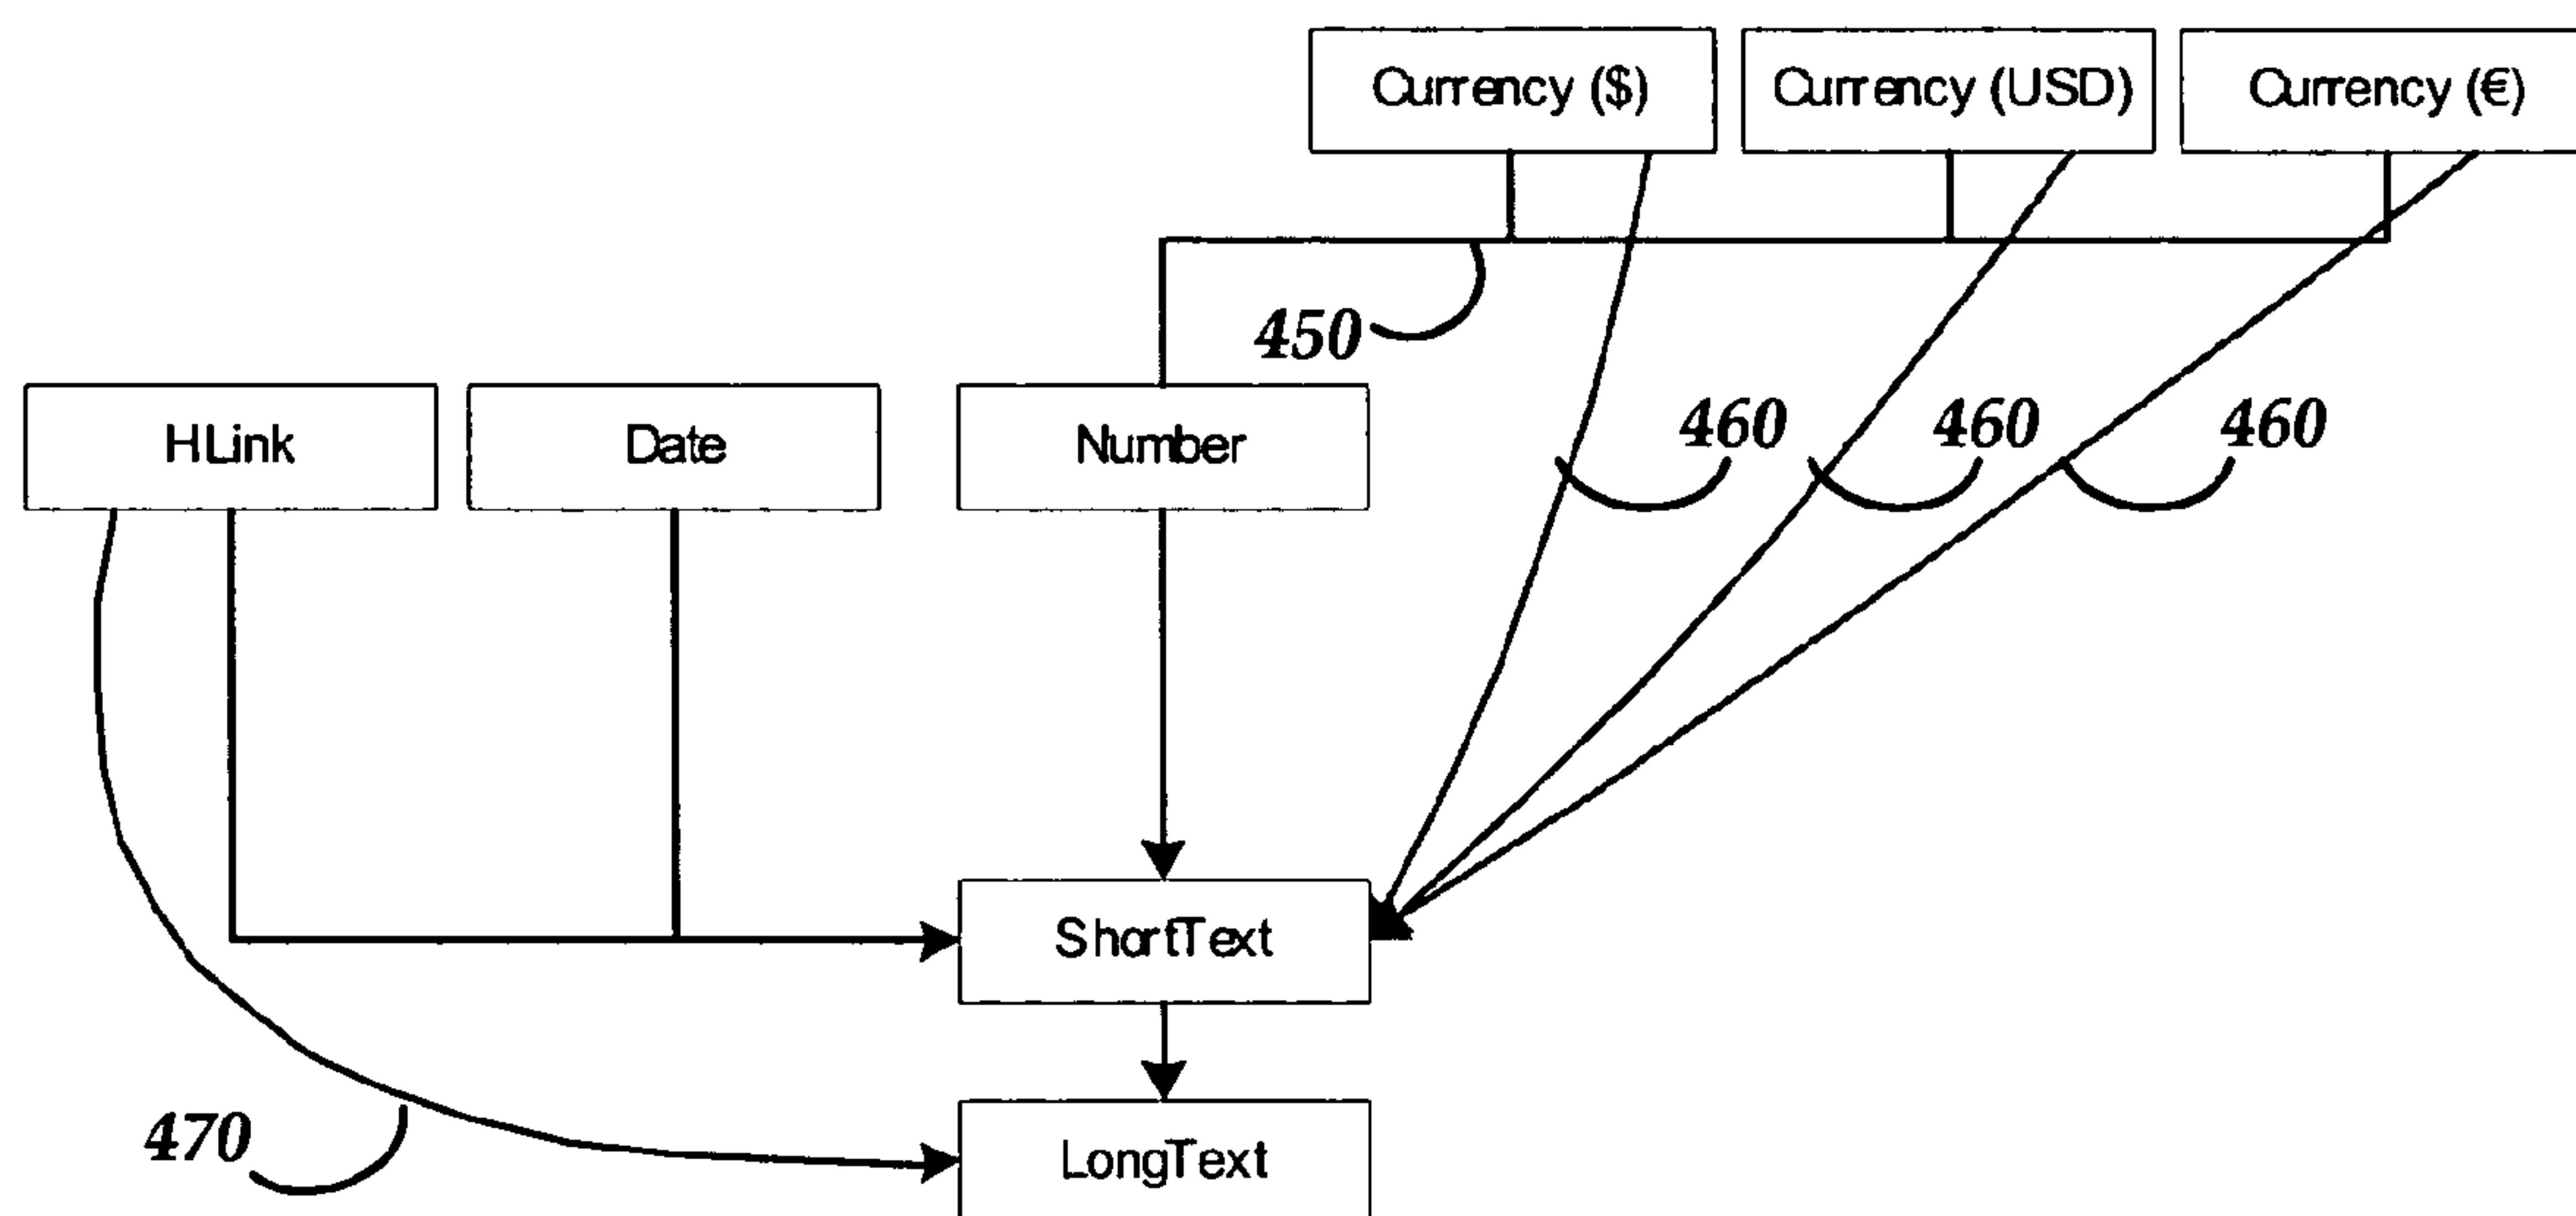 Currency ($) Currency (USD) Currency (€)
450
HLink Date Number 460 460 460
ShortText
470 LongText